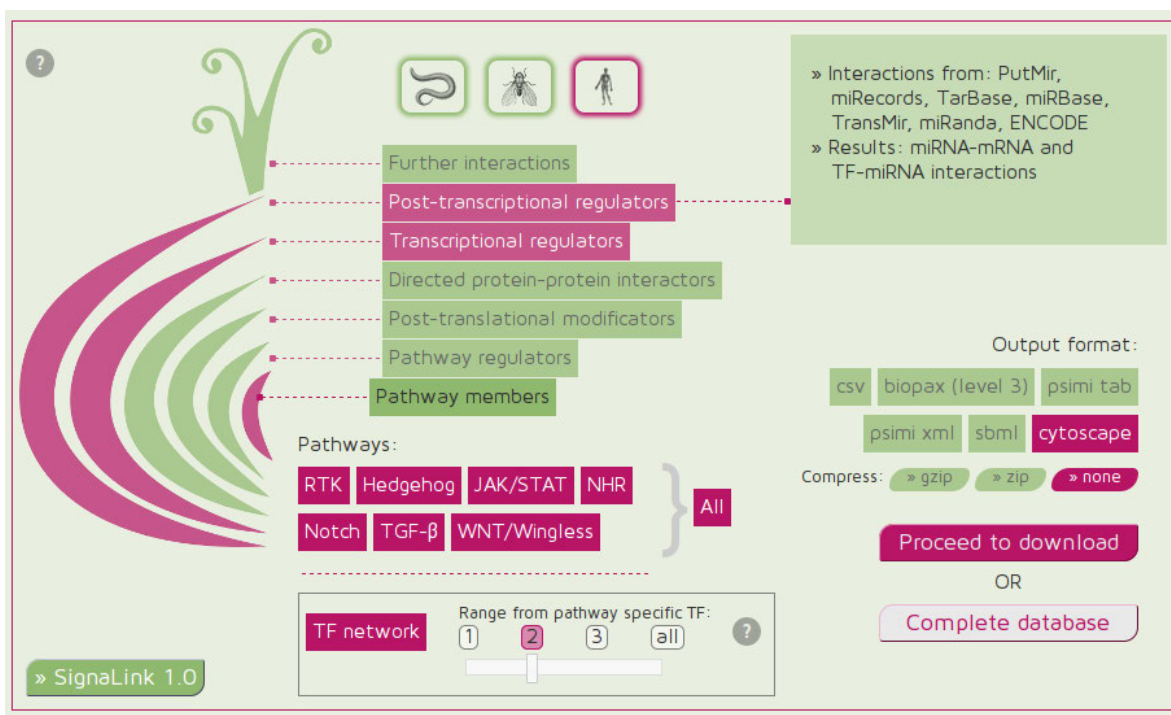 ?
» Interactions from: PutMir,
miRecords, TarBase, miRBase,
TransMir, miRanda, ENCODE
» Results: miRNA-mRNA and
TF-miRNA interactions
Further interactions
Post-transcriptional regulators
Transcriptional regulators
Directed protein-protein interactors
Post-translational modificators
Pathway regulators
Pathway members
Pathways:
RTK Hedgehog JAK/STAT NHR
Notch TGF-β WNT/Wingless
} All
Output format:
csv biopax (level 3) psimi tab
psimi xml sbml cytoscape
Compress: » gzip » zip » none
Proceed to download
OR
Complete database
TF network
Range from pathway specific TF:
1 2 3 all
?
» SignaLink 1.0